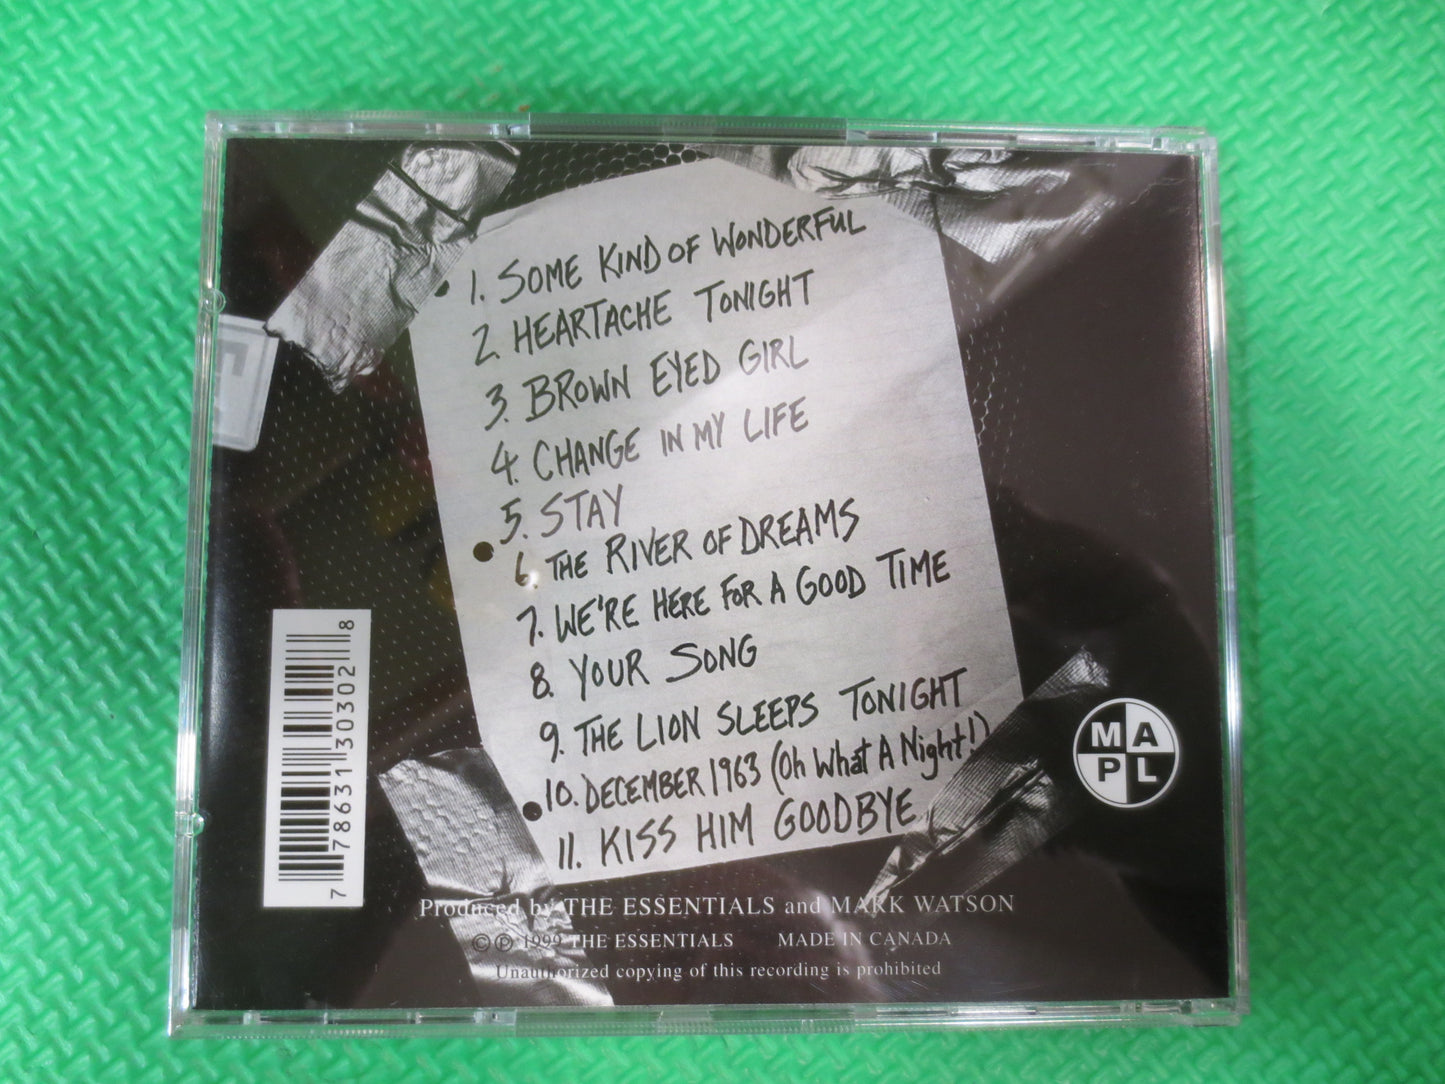 1. SOME KIND OF WONDERFUL
2. HEARTACHE TONIGHT
3. BROWN EYED GIRL
4. CHANGE IN MY LIFE
5. STAY
6. THE RIVER OF DREAMS
7. WE'RE HERE FOR A GOOD TIME
8. YOUR SONG
9. THE LION SLEEPS TONIGHT
10. DECEMBER 1963 (Oh What A Night!)
11. KISS HIM GOODBYE
7 78631 30302 8
M A
P L
Produced by THE ESSENTIALS and MARK WATSON
© ℗ 1999 THE ESSENTIALS MADE IN CANADA
Unauthorized copying of this recording is prohibited